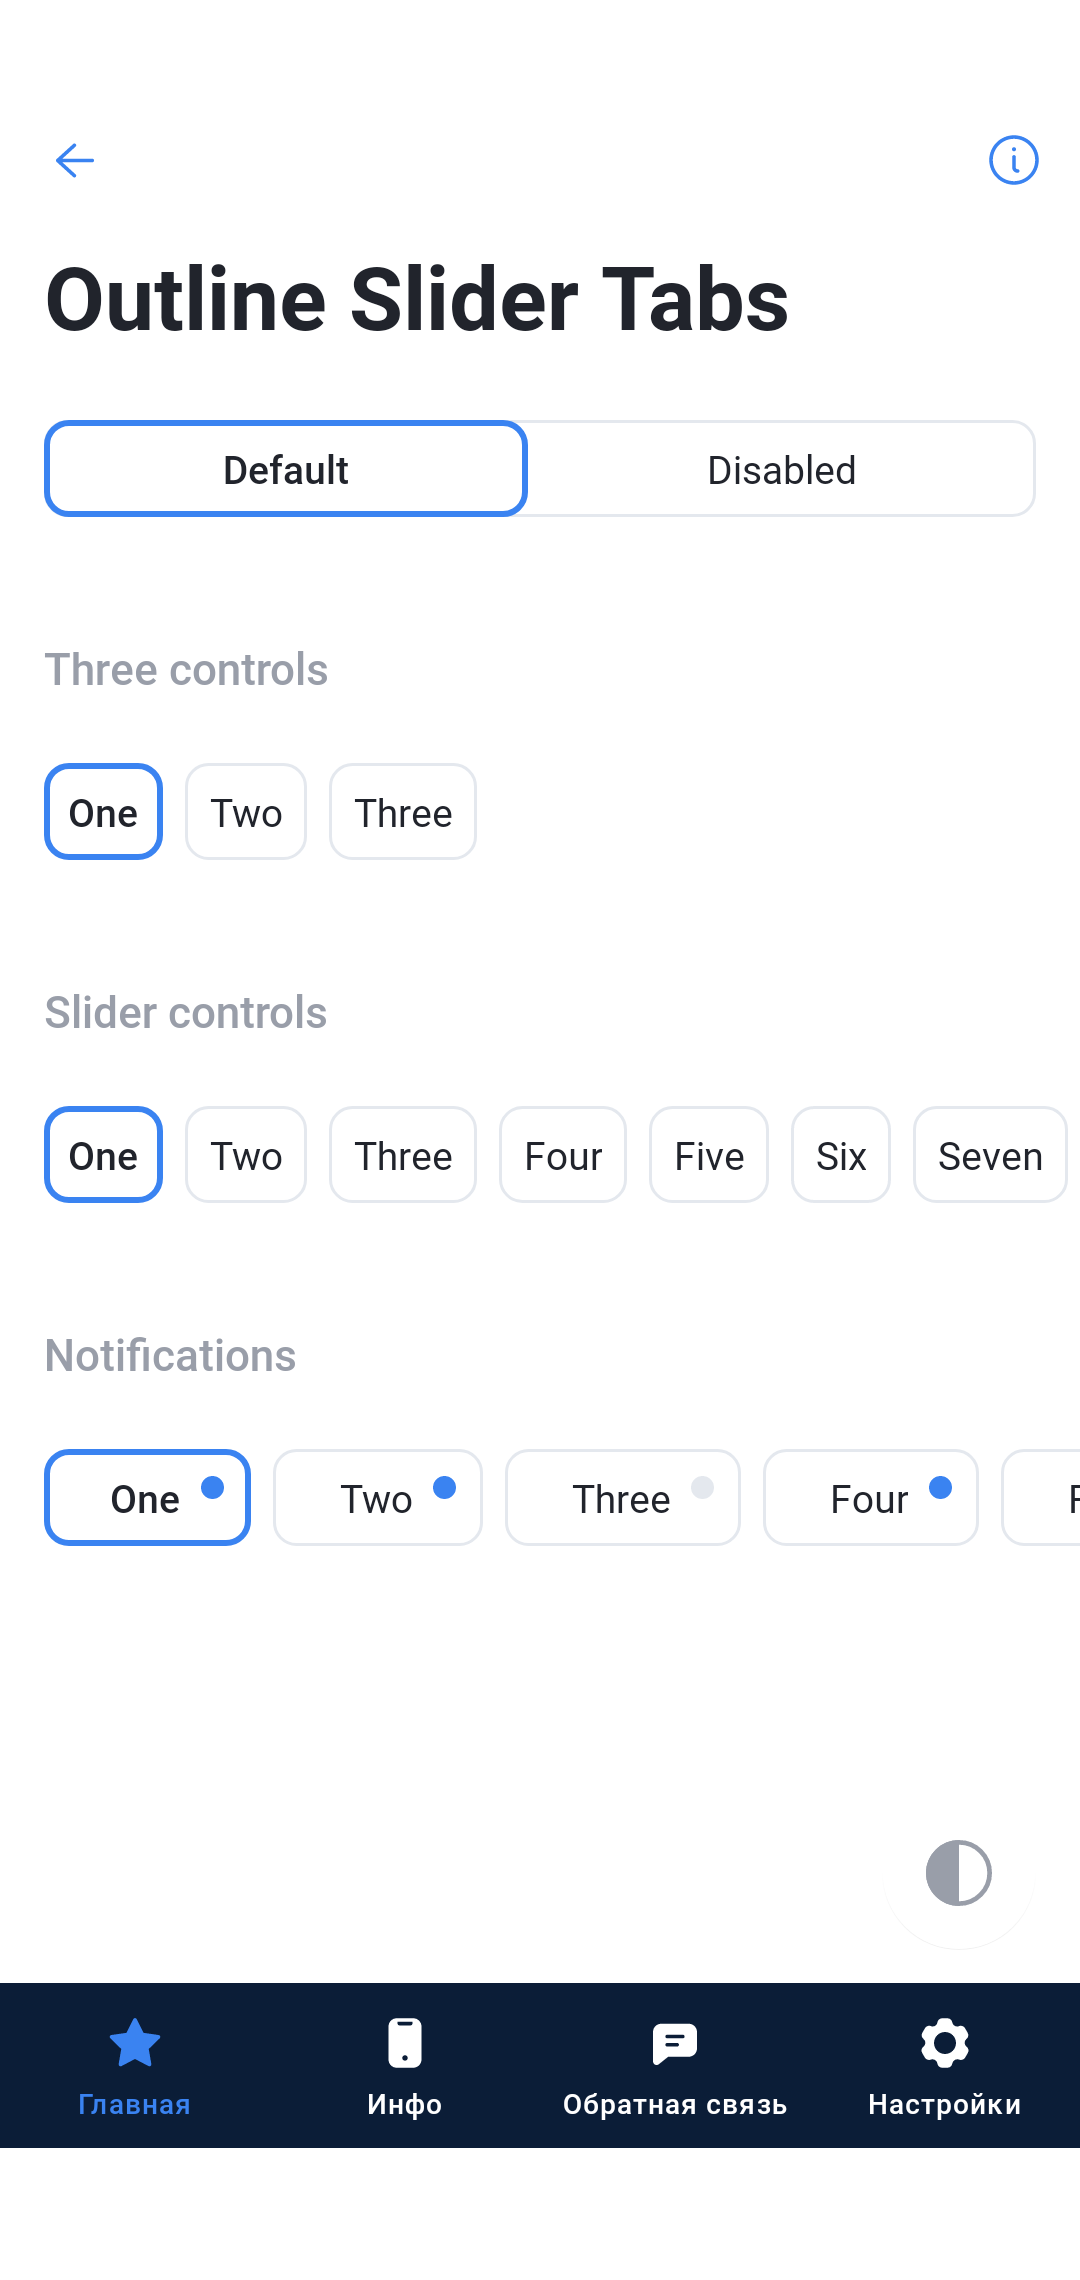 Outline Slider Tabs
Default Disabled
Three controls
One Two Three
Slider controls
One Two Three Four Five Six Seven
Notifications
One Two Three Four
Главная Инфо Обратная связь Настройки